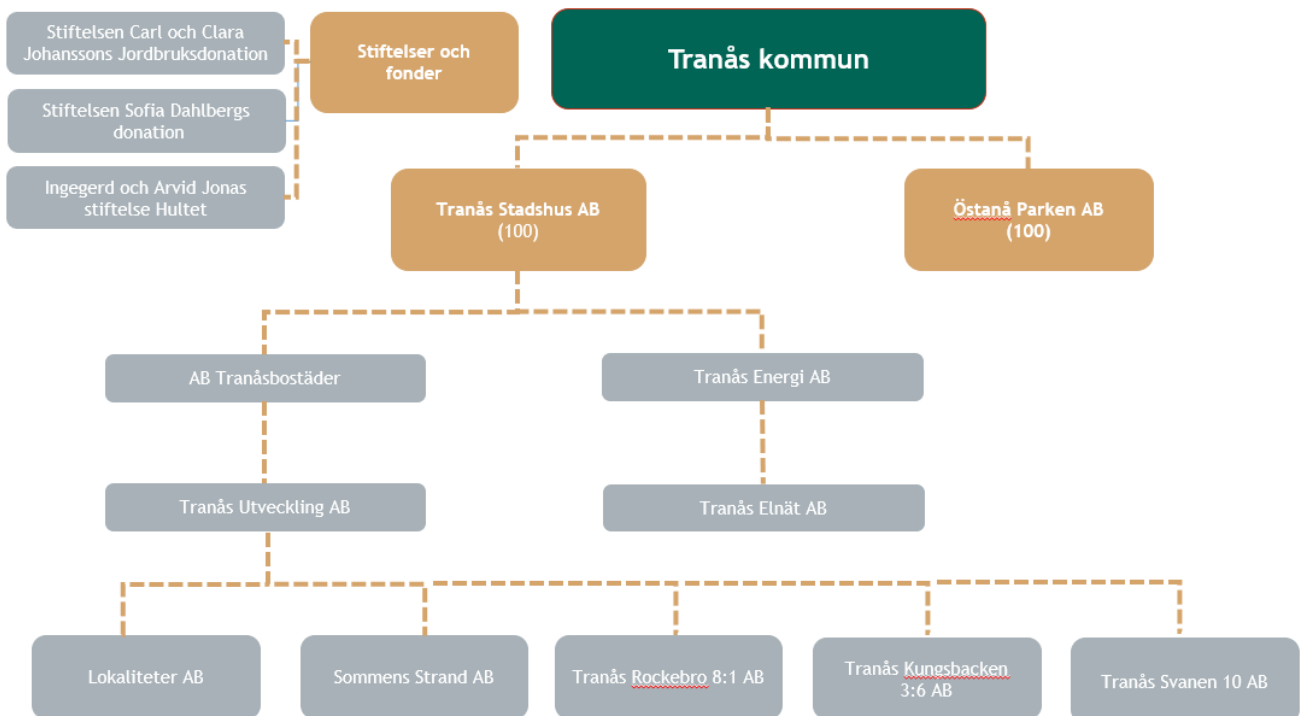 Stiftelsen Carl och Clara
Johanssons Jordbruksdonation
Stiftelsen Sofia Dahlbergs
donation
Ingegerd och Arvid Jonas
stiftelse Hultet
Stiftelser och
fonder
Tranås kommun
Tranås Stadshus AB
(100)
Östanå Parken AB
(100)
AB Tranåsbostäder
Tranås Energi AB
Tranås Utveckling AB
Tranås Elnät AB
Lokaliteter AB
Sommens Strand AB
Tranås Rockebro 8:1 AB
Tranås Kungsbacken
3:6 AB
Tranås Svanen 10 AB